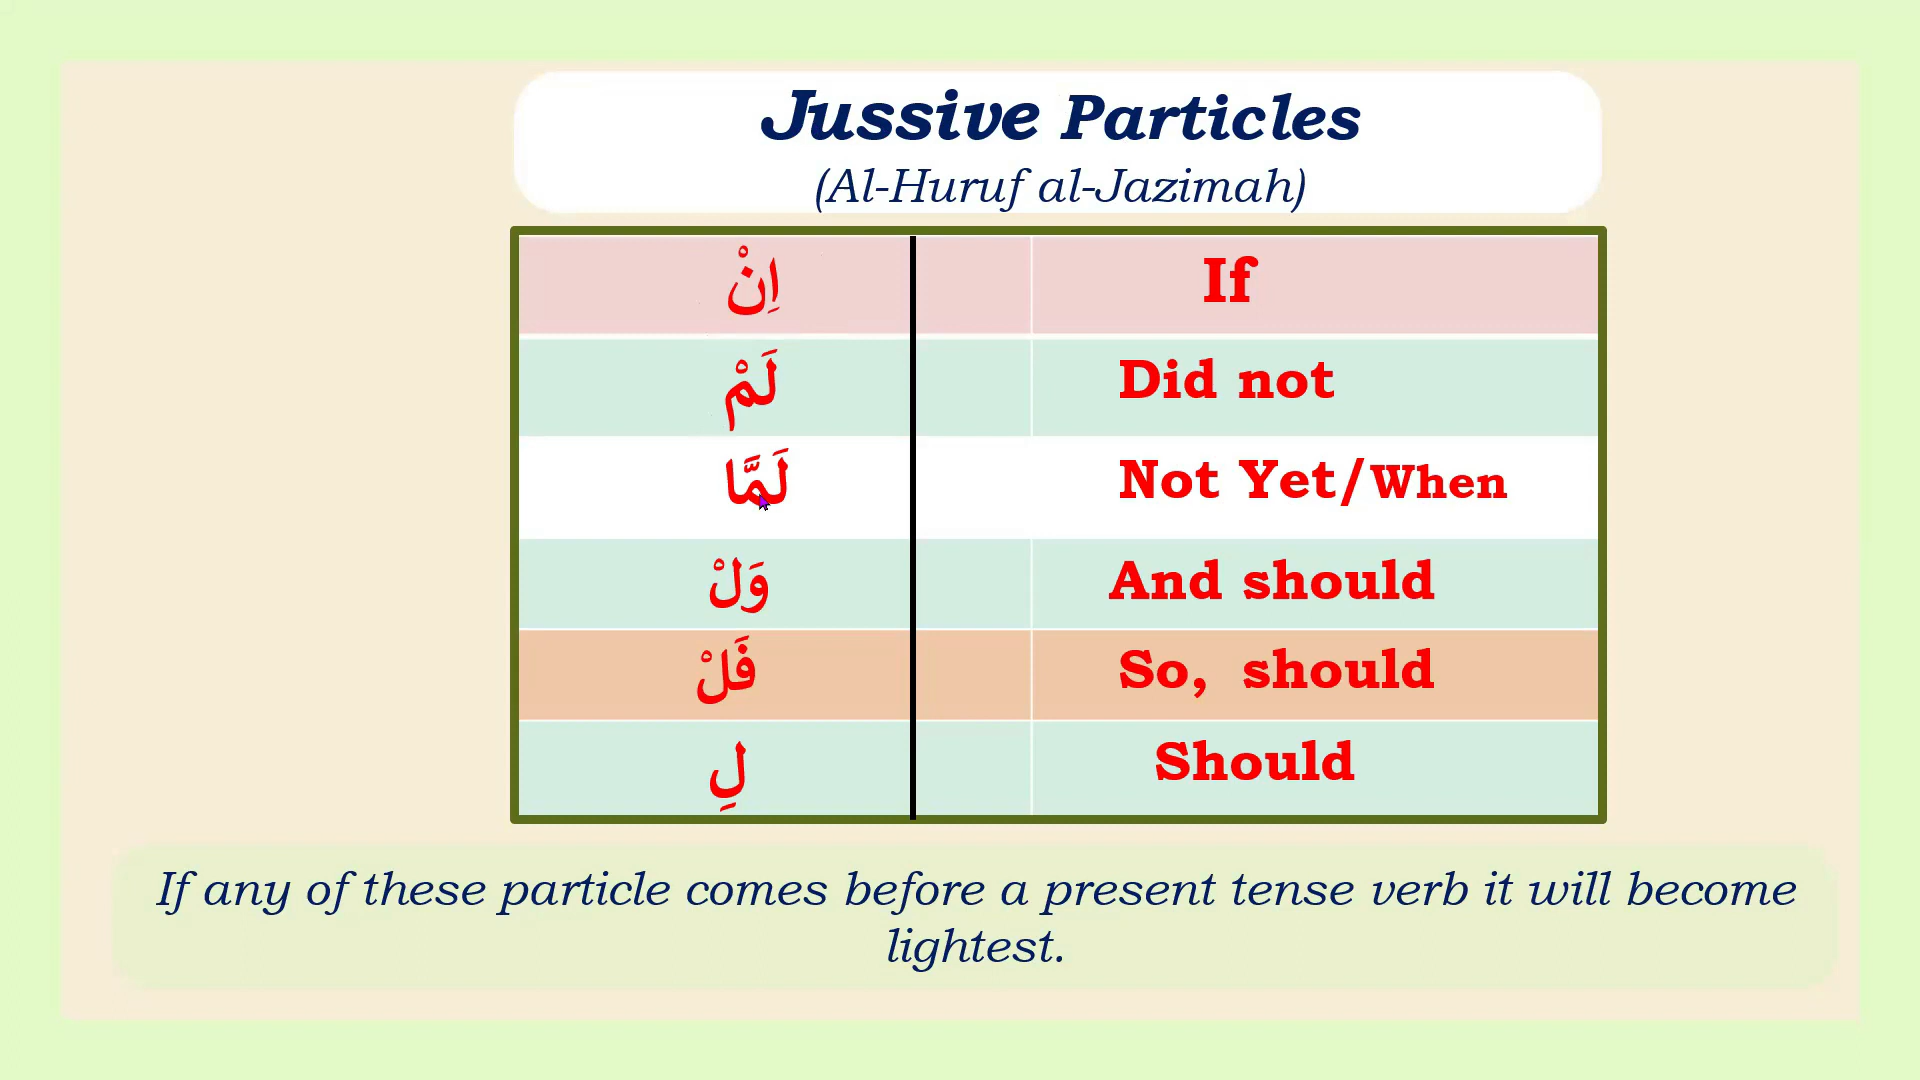 Jussive Particles
(Al-Huruf al-Jazimah)
اِنْ If
لَمْ Did not
لَمَّا Not Yet/When
وَلْ And should
فَلْ So, should
لِ Should
If any of these particle comes before a present tense verb it will become
lightest.